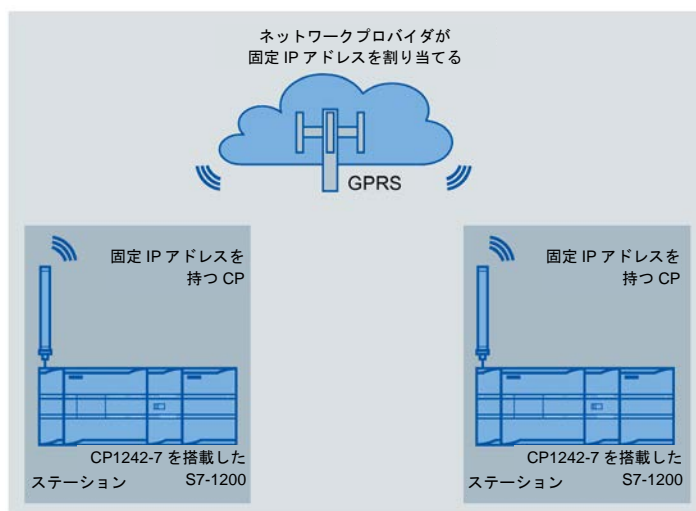 ネットワークプロバイダが
固定 IP アドレスを割り当てる
GPRS
固定 IP アドレスを
持つ CP
CP1242-7 を搭載した
ステーション S7-1200
固定 IP アドレスを
持つ CP
CP1242-7 を搭載した
ステーション S7-1200